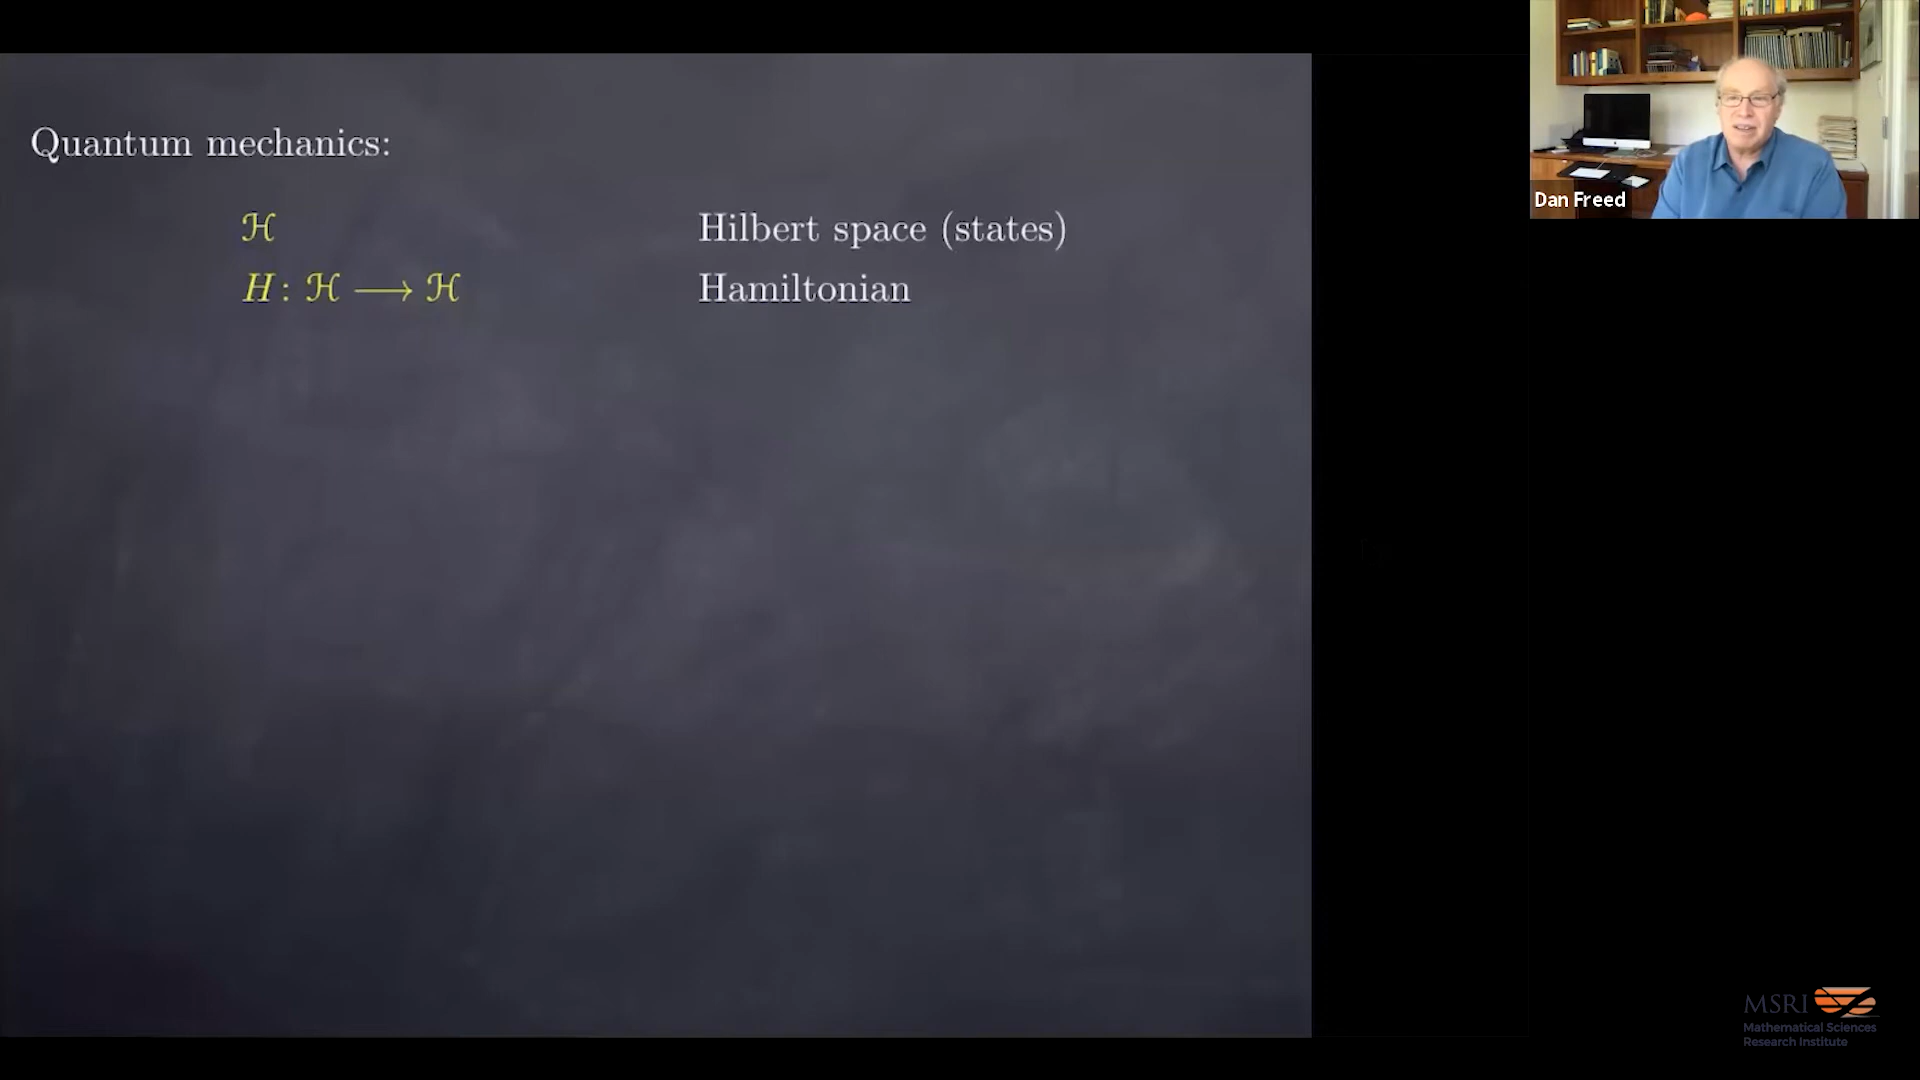 Quantum mechanics:
ℋ Hilbert space (states)
H: ℋ ⟶ ℋ Hamiltonian
Dan Freed
MSRI
Mathematical Sciences
Research Institute